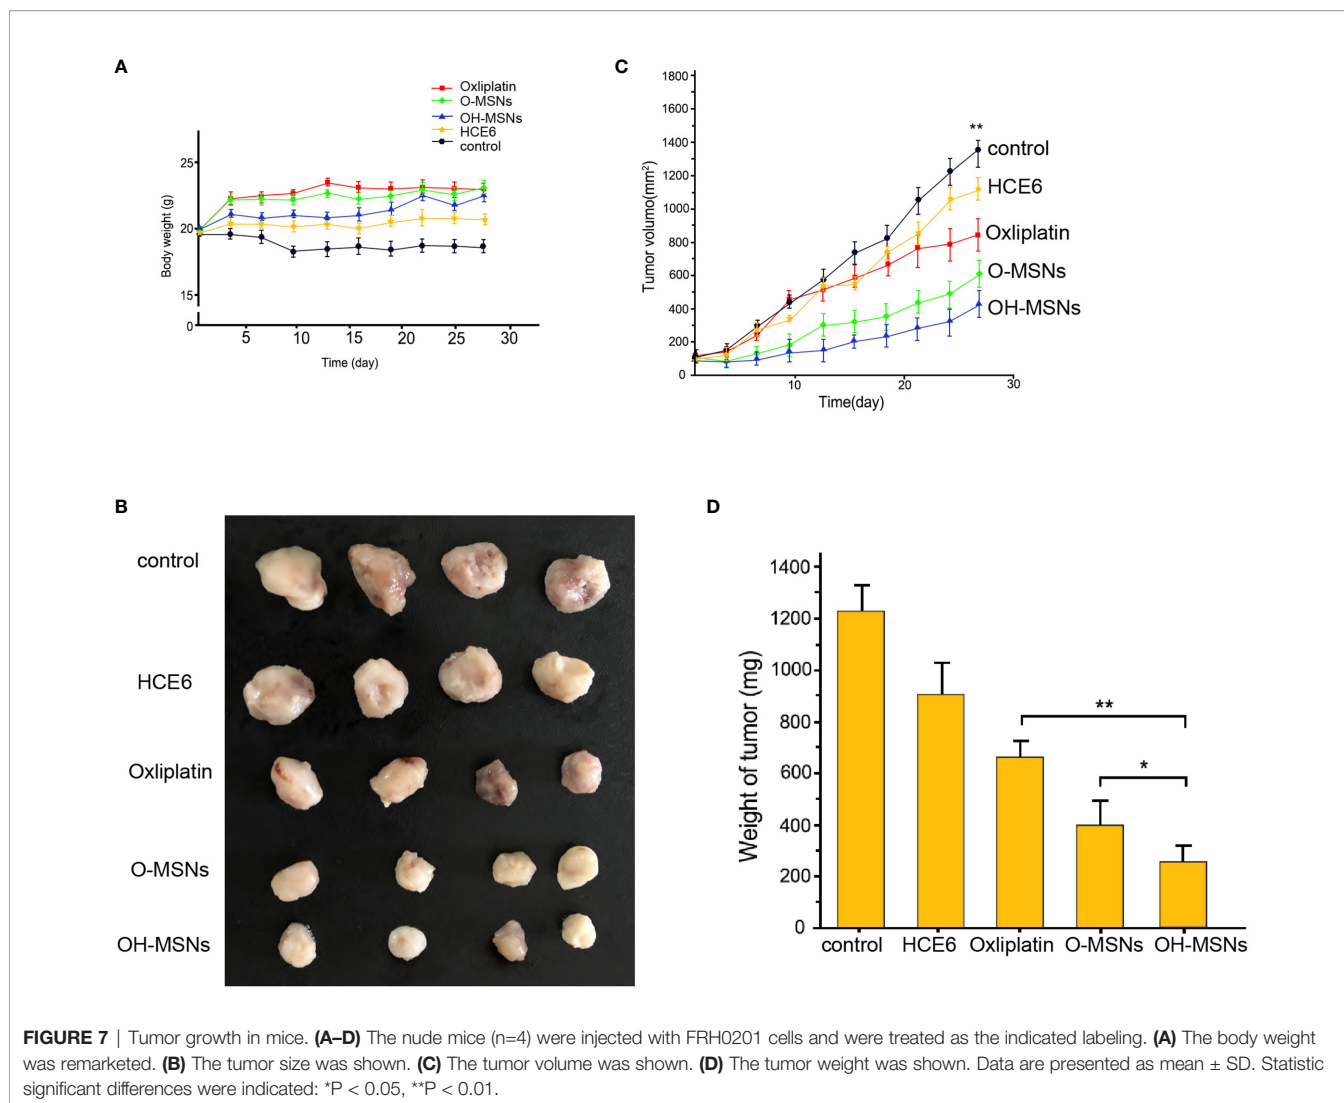 A
Oxliplatin
O-MSNs
OH-MSNs
HCE6
control
25
20
15
0
Body weight (g)
5 10 15 20 25 30
Time (day)
C
1800
1600
1400
1200
1000
800
600
400
200
0
Tumor volumo(mm²)
**
control
HCE6
Oxliplatin
O-MSNs
OH-MSNs
10 20 30
Time(day)
B
control
HCE6
Oxliplatin
O-MSNs
OH-MSNs
D
1400
1200
1000
800
600
400
200
0
Weight of tumor (mg)
**
*
control HCE6 Oxliplatin O-MSNs OH-MSNs
FIGURE 7 | Tumor growth in mice. (A–D) The nude mice (n=4) were injected with FRH0201 cells and were treated as the indicated labeling. (A) The body weight
was remarketed. (B) The tumor size was shown. (C) The tumor volume was shown. (D) The tumor weight was shown. Data are presented as mean ± SD. Statistic
significant differences were indicated: *P < 0.05, **P < 0.01.